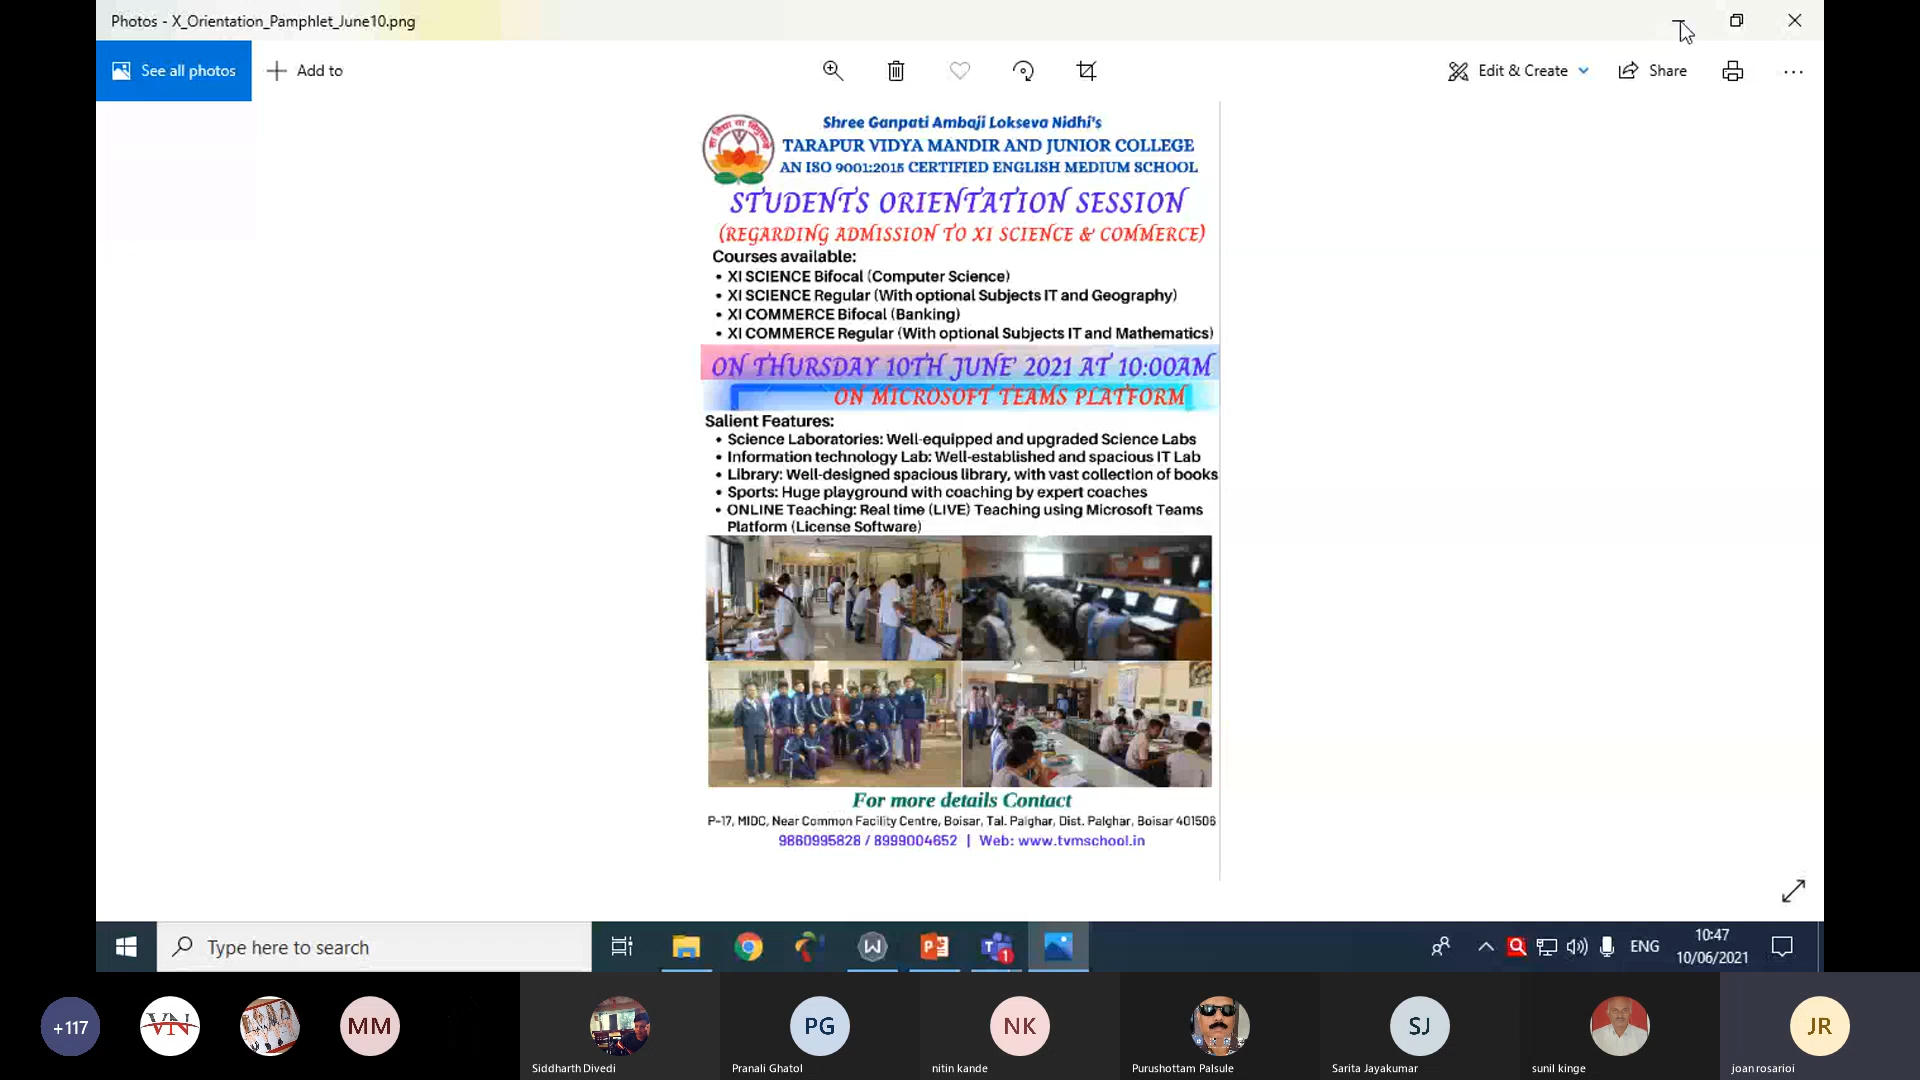 Photos - X_Orientation_Pamphlet_June10.png
See all photos
Add to
Edit & Create
Share
Shree Ganpati Ambaji Lokseva Nidhi's
TARAPUR VIDYA MANDIR AND JUNIOR COLLEGE
AN ISO 9001:2015 CERTIFIED ENGLISH MEDIUM SCHOOL
STUDENTS ORIENTATION SESSION
(REGARDING ADMISSION TO XI SCIENCE & COMMERCE)
Courses available:
• XI SCIENCE Bifocal (Computer Science)
• XI SCIENCE Regular (With optional Subjects IT and Geography)
• XI COMMERCE Bifocal (Banking)
• XI COMMERCE Regular (With optional Subjects IT and Mathematics)
ON THURSDAY 10TH JUNE' 2021 AT 10:00AM
ON MICROSOFT TEAMS PLATFORM
Salient Features:
• Science Laboratories: Well-equipped and upgraded Science Labs
• Information technology Lab: Well-established and spacious IT Lab
• Library: Well-designed spacious library, with vast collection of books
• Sports: Huge playground with coaching by expert coaches
• ONLINE Teaching: Real time (LIVE) Teaching using Microsoft Teams
Platform (License Software)
For more details Contact
P-17, MIDC, Near Common Facility Centre, Boisar, Tal. Palghar, Dist. Palghar, Boisar 401506
9860995828 / 8999004652 | Web: www.tvmschool.in
Type here to search
ENG
10:47
10/06/2021
+117
VN
MM
PG
NK
SJ
JR
Siddharth Divedi
Pranali Ghatol
nitin kande
Purushottam Palsule
Sarita Jayakumar
sunil kinge
joan rosarioi